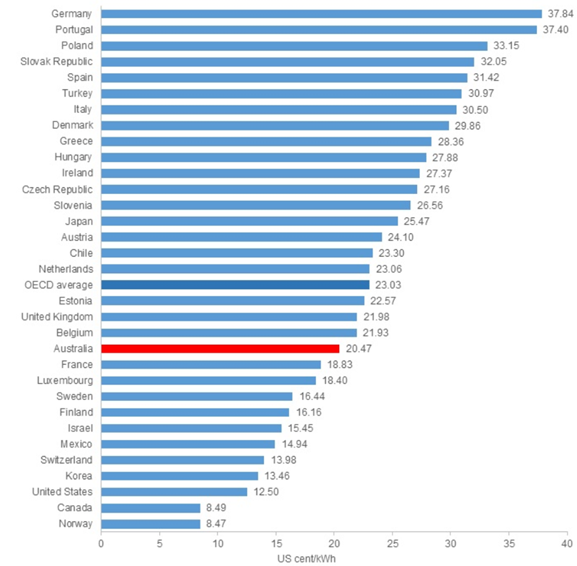 Germany 37.84
Portugal 37.40
Poland 33.15
Slovak Republic 32.05
Spain 31.42
Turkey 30.97
Italy 30.50
Denmark 29.86
Greece 28.36
Hungary 27.88
Ireland 27.37
Czech Republic 27.16
Slovenia 26.56
Japan 25.47
Austria 24.10
Chile 23.30
Netherlands 23.06
OECD average 23.03
Estonia 22.57
United Kingdom 21.98
Belgium 21.93
Australia 20.47
France 18.83
Luxembourg 18.40
Sweden 16.44
Finland 16.16
Israel 15.45
Mexico 14.94
Switzerland 13.98
Korea 13.46
United States 12.50
Canada 8.49
Norway 8.47
0 5 10 15 20 25 30 35 40
US cent/kWh